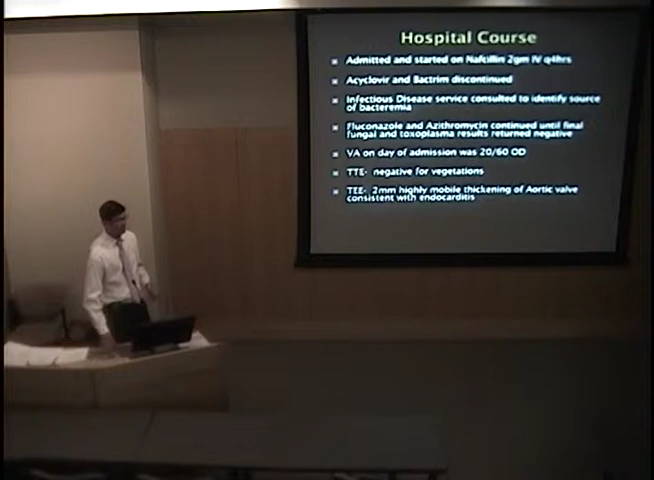 Hospital Course
Admitted and started on Nafcillin 2gm IV q4hrs
Acyclovir and Bactrim discontinued
Infectious Disease service consulted to identify source
of bacteremia
Fluconazole and Azithromycin continued until final
fungal and toxoplasma results returned negative
VA on day of admission was 20/60 OD
TTE- negative for vegetations
TEE- 2mm highly mobile thickening of Aortic valve
consistent with endocarditis